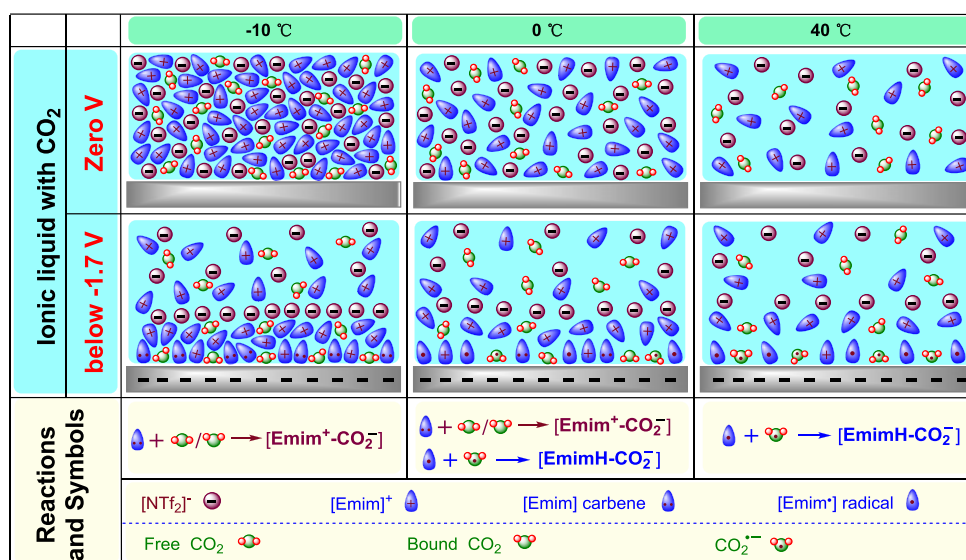 -10 ℃
0 ℃
40 ℃
Ionic liquid with CO₂
Zero V
below -1.7 V
Reactions
and Symbols
+ / → [Emim⁺-CO₂⁻]
+ / → [Emim⁺-CO₂⁻]
+ → [EmimH-CO₂⁻]
+ → [EmimH-CO₂⁻]
[NTf₂]⁻
[Emim]⁺
[Emim] carbene
[Emim•] radical
Free CO₂
Bound CO₂
CO₂•⁻